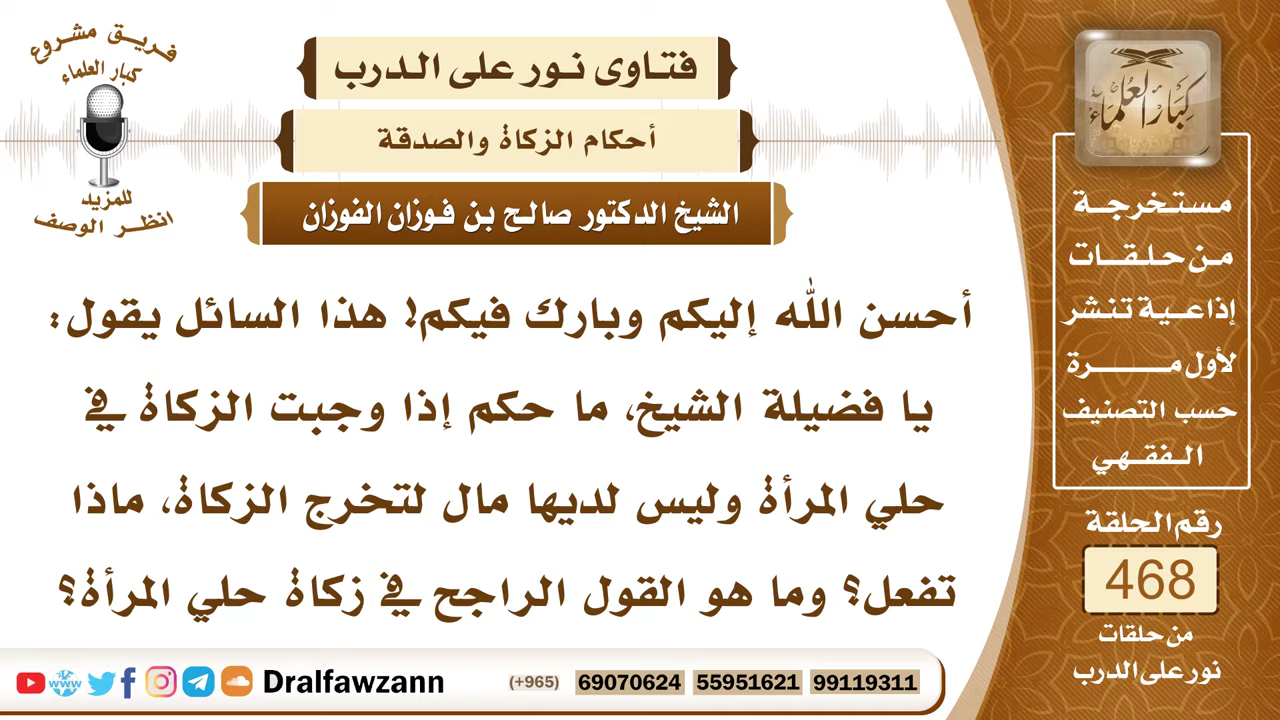 فريق مشروع
كبار العلماء
للمزيد
انظر الوصف
فتاوى نور على الدرب
أحكام الزكاة والصدقة
الشيخ الدكتور صالح بن فوزان الفوزان
أحسن الله إليكم وبارك فيكم! هذا السائل يقول:
يا فضيلة الشيخ، ما حكم إذا وجبت الزكاة في
حلي المرأة وليس لديها مال لتخرج الزكاة، ماذا
تفعل؟ وما هو القول الراجح في زكاة حلي المرأة؟
كبار العلماء
مستخرجة
من حلقات
إذاعية تنشر
لأول مرة
حسب التصنيف
الفقهي
رقم الحلقة
468
من حلقات
نور على الدرب
www
Dralfawzann
(+965) 69070624 55951621 99119311